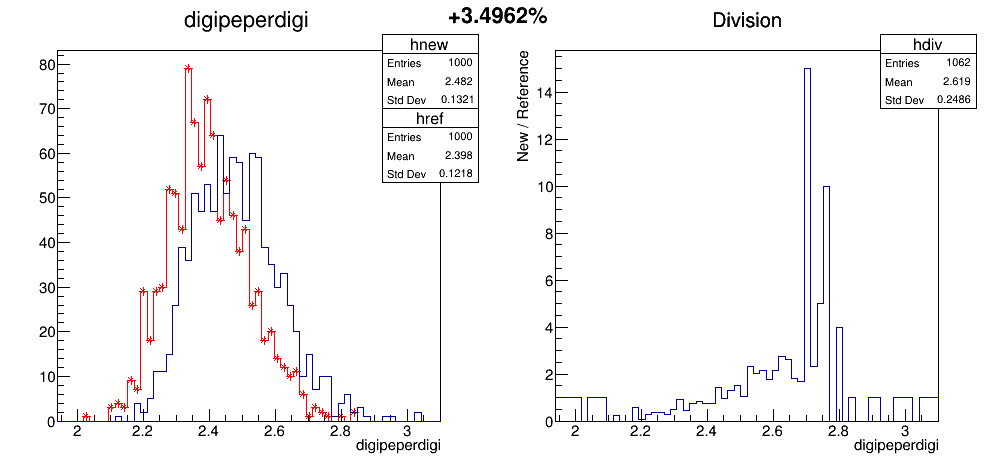 digipeperdigi
+3.4962%
Division
hnew
Entries 1000
Mean 2.482
Std Dev 0.1321
href
Entries 1000
Mean 2.398
Std Dev 0.1218
80
70
60
50
40
30
20
10
0
2 2.2 2.4 2.6 2.8 3
digipeperdigi
hdiv
Entries 1062
Mean 2.619
Std Dev 0.2486
New / Reference
14
12
10
8
6
4
2
0
2 2.2 2.4 2.6 2.8 3
digipeperdigi